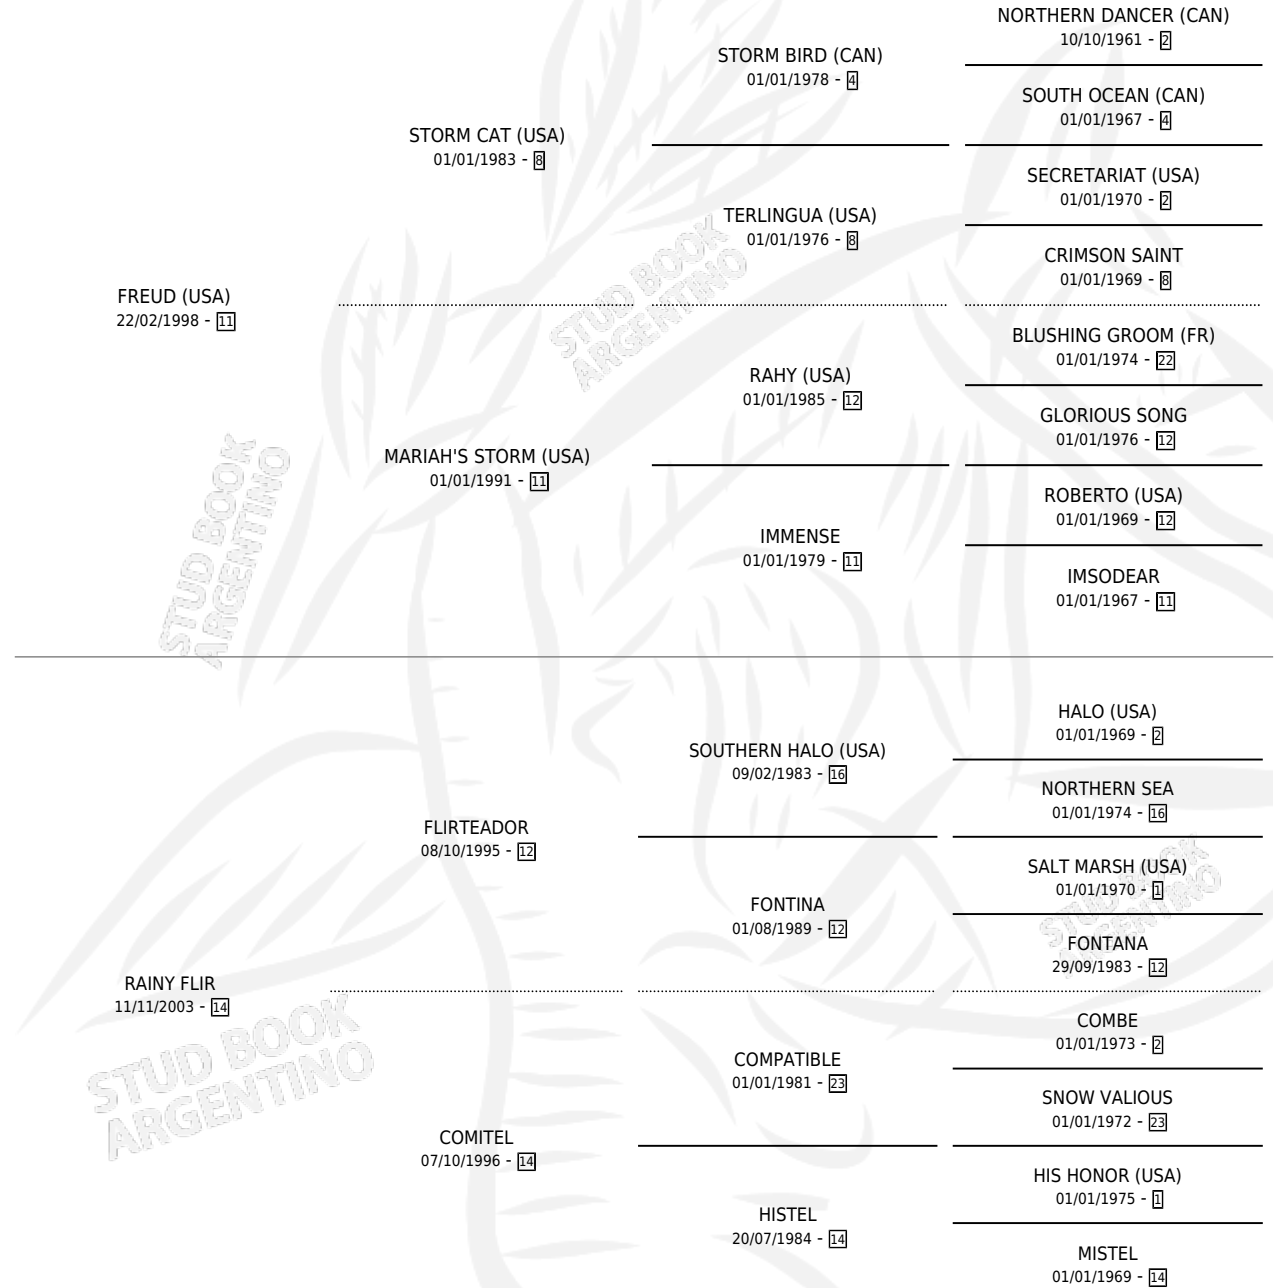 NORTHERN DANCER (CAN)
10/10/1961 - 2
STORM BIRD (CAN)
01/01/1978 - 4
SOUTH OCEAN (CAN)
01/01/1967 - 4
STORM CAT (USA)
01/01/1983 - 8
SECRETARIAT (USA)
01/01/1970 - 2
TERLINGUA (USA)
01/01/1976 - 8
CRIMSON SAINT
01/01/1969 - 8
FREUD (USA)
22/02/1998 - 11
BLUSHING GROOM (FR)
01/01/1974 - 22
RAHY (USA)
01/01/1985 - 12
GLORIOUS SONG
01/01/1976 - 12
MARIAH'S STORM (USA)
01/01/1991 - 11
ROBERTO (USA)
01/01/1969 - 12
IMMENSE
01/01/1979 - 11
IMSODEAR
01/01/1967 - 11
HALO (USA)
01/01/1969 - 2
SOUTHERN HALO (USA)
09/02/1983 - 16
NORTHERN SEA
01/01/1974 - 16
FLIRTEADOR
08/10/1995 - 12
SALT MARSH (USA)
01/01/1970 - 1
FONTINA
01/08/1989 - 12
FONTANA
29/09/1983 - 12
RAINY FLIR
11/11/2003 - 14
COMBE
01/01/1973 - 2
COMPATIBLE
01/01/1981 - 23
SNOW VALIOUS
01/01/1972 - 23
COMITEL
07/10/1996 - 14
HIS HONOR (USA)
01/01/1975 - 1
HISTEL
20/07/1984 - 14
MISTEL
01/01/1969 - 14
STUD BOOK
ARGENTINO
STUD BOOK
ARGENTINO
STUD BOOK
ARGENTINO
STUD BOOK
ARGENTINO